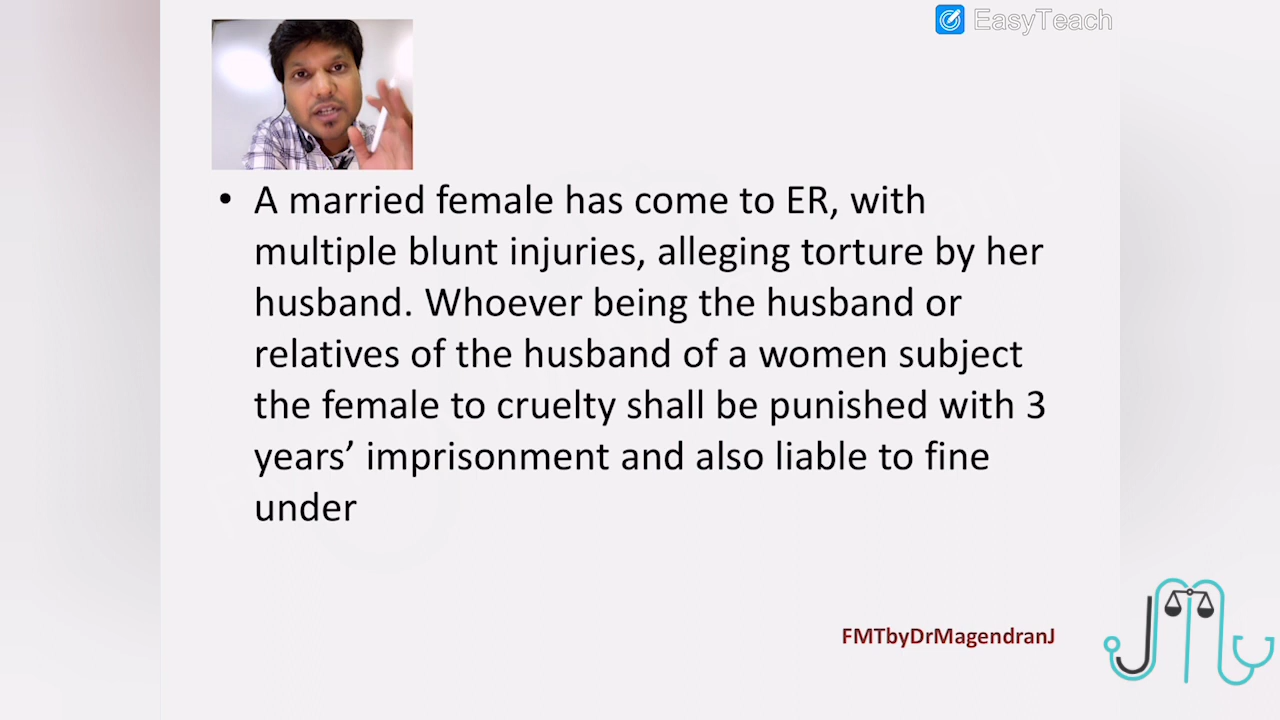 EasyTeach
• A married female has come to ER, with
multiple blunt injuries, alleging torture by her
husband. Whoever being the husband or
relatives of the husband of a women subject
the female to cruelty shall be punished with 3
years’ imprisonment and also liable to fine
under
FMTbyDrMagendranJ